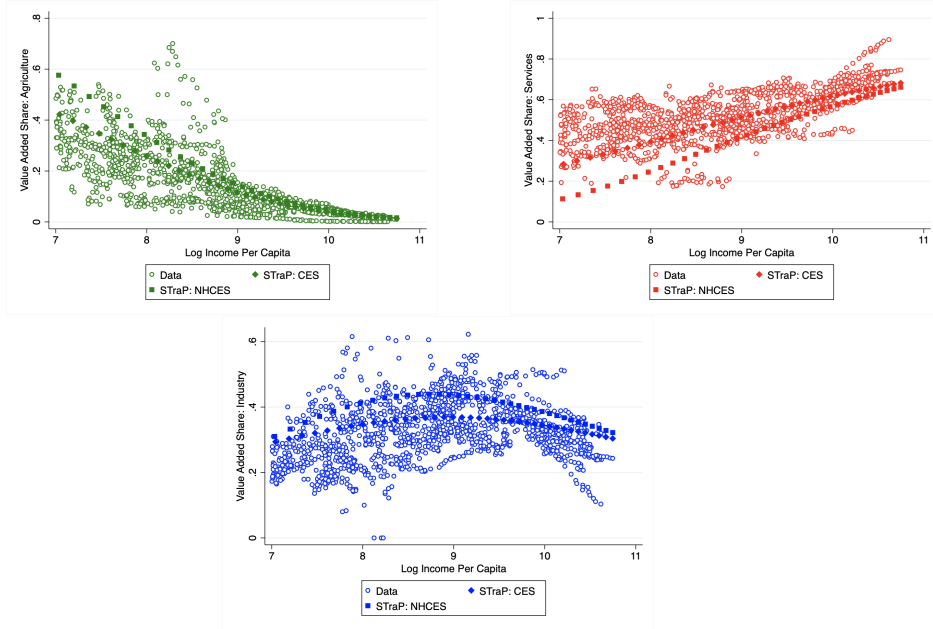 Value Added Share: Agriculture
.8
.6
.4
.2
0
7 8 9 10 11
Log Income Per Capita
Data STraP: CES
STraP: NHCES
Value Added Share: Services
1
.8
.6
.4
.2
0
7 8 9 10 11
Log Income Per Capita
Data STraP: CES
STraP: NHCES
Value Added Share: Industry
.6
.4
.2
0
7 8 9 10 11
Log Income Per Capita
Data STraP: CES
STraP: NHCES